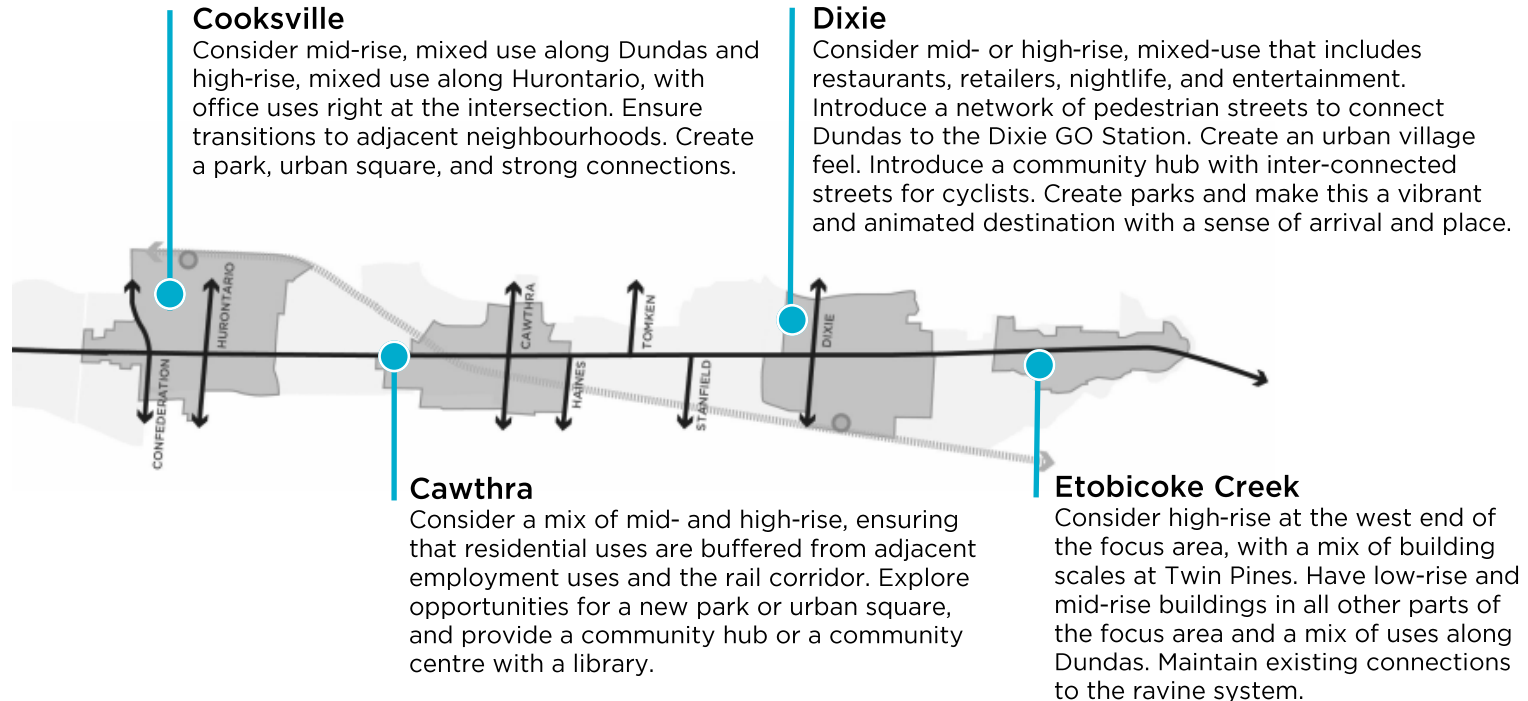 Cooksville
Consider mid-rise, mixed use along Dundas and
high-rise, mixed use along Hurontario, with
office uses right at the intersection. Ensure
transitions to adjacent neighbourhoods. Create
a park, urban square, and strong connections.
Dixie
Consider mid- or high-rise, mixed-use that includes
restaurants, retailers, nightlife, and entertainment.
Introduce a network of pedestrian streets to connect
Dundas to the Dixie GO Station. Create an urban village
feel. Introduce a community hub with inter-connected
streets for cyclists. Create parks and make this a vibrant
and animated destination with a sense of arrival and place.
CONFEDERATION
HURONTARIO
CAWTHRA
HAINES
TOMKEN
STANFIELD
DIXIE
Cawthra
Consider a mix of mid- and high-rise, ensuring
that residential uses are buffered from adjacent
employment uses and the rail corridor. Explore
opportunities for a new park or urban square,
and provide a community hub or a community
centre with a library.
Etobicoke Creek
Consider high-rise at the west end of
the focus area, with a mix of building
scales at Twin Pines. Have low-rise and
mid-rise buildings in all other parts of
the focus area and a mix of uses along
Dundas. Maintain existing connections
to the ravine system.